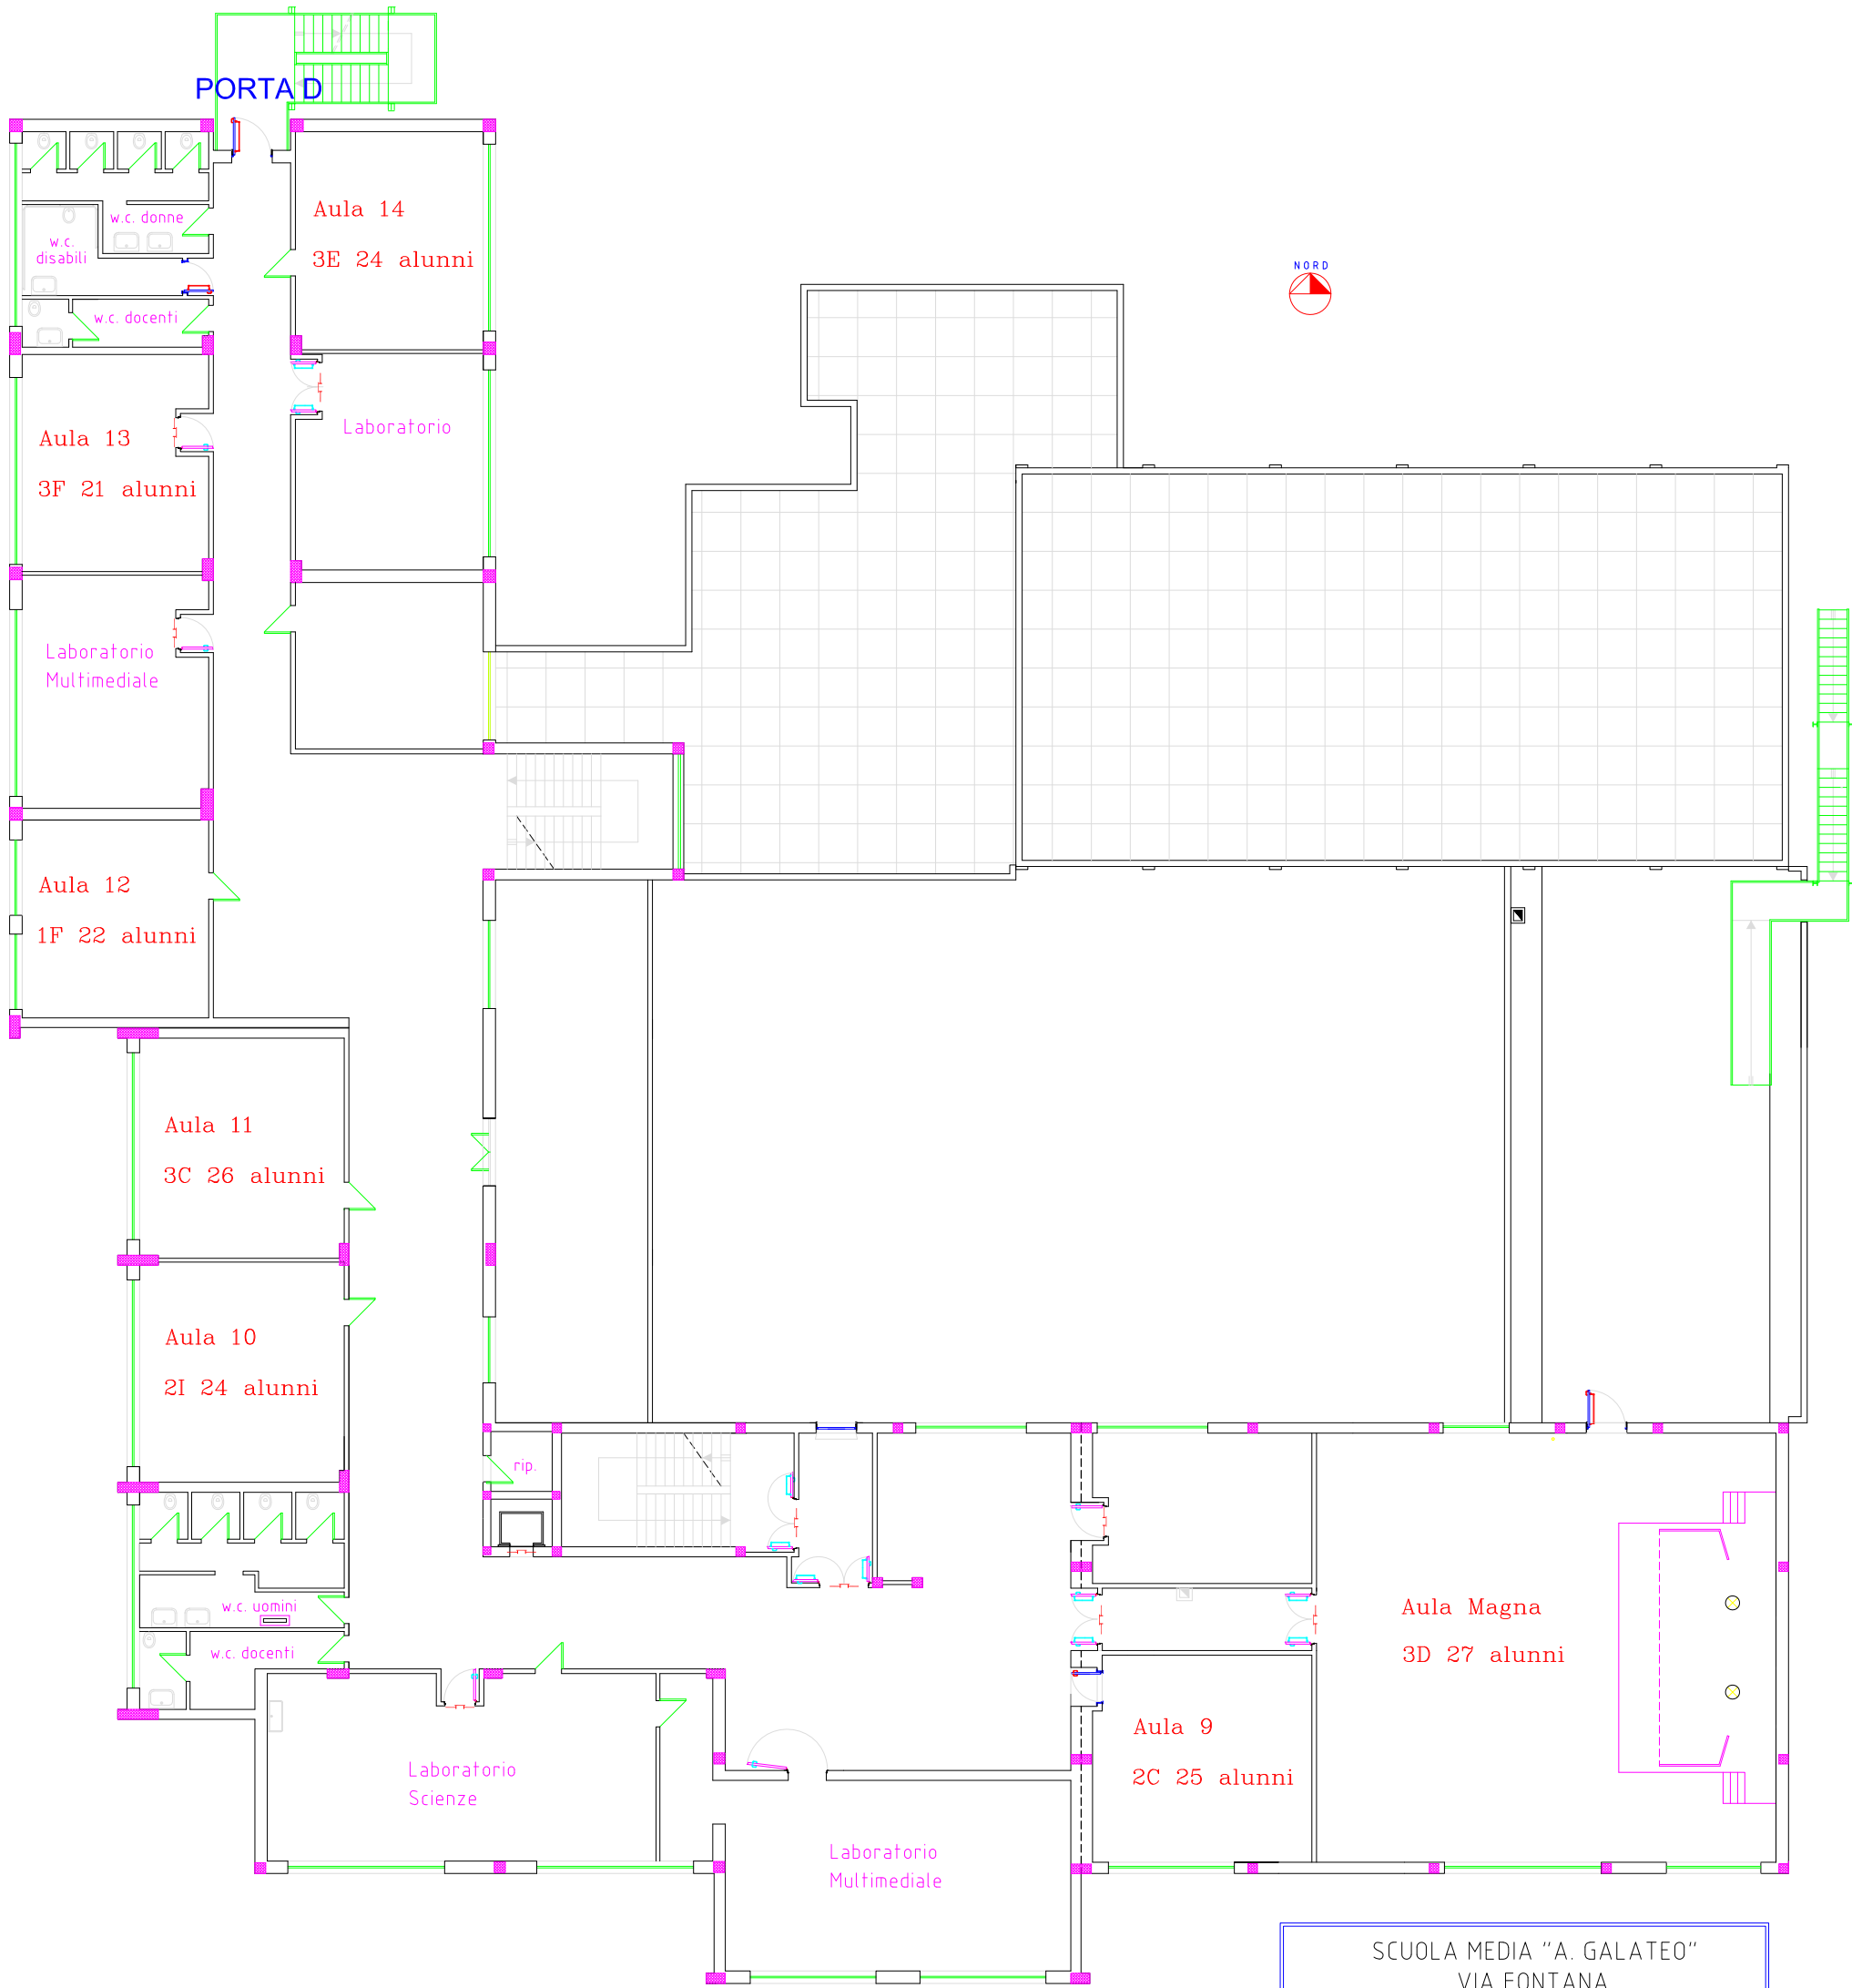 PORTA D
Aula 14
3E 24 alunni
w.c. donne
w.c.
disabili
w.c. docenti
NORD
Laboratorio
Aula 13
3F 21 alunni
Laboratorio
Multimediale
Aula 12
1F 22 alunni
Aula 11
3C 26 alunni
Aula 10
2I 24 alunni
rip.
w.c. uomini
w.c. docenti
Aula Magna
3D 27 alunni
Aula 9
2C 25 alunni
Laboratorio
Scienze
Laboratorio
Multimediale
SCUOLA MEDIA "A. GALATEO"
VIA FONTANA